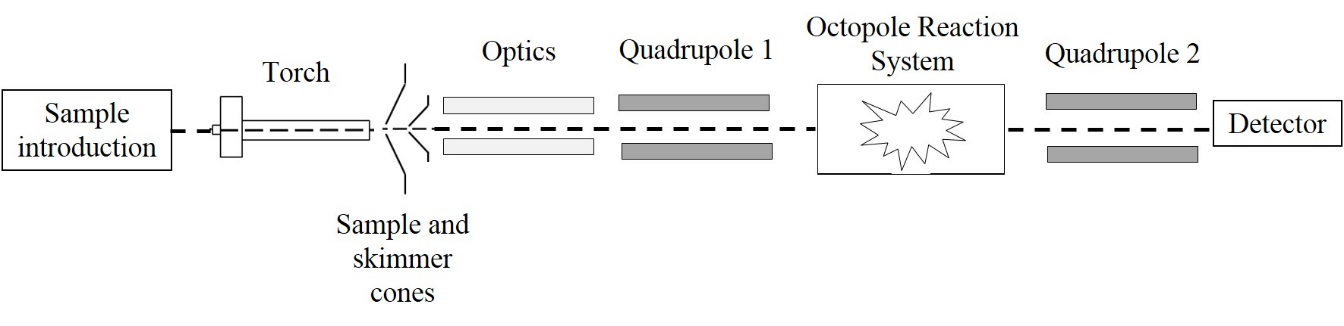 Sample
introduction
Torch
Sample and
skimmer
cones
Optics
Quadrupole 1
Octopole Reaction
System
Quadrupole 2
Detector